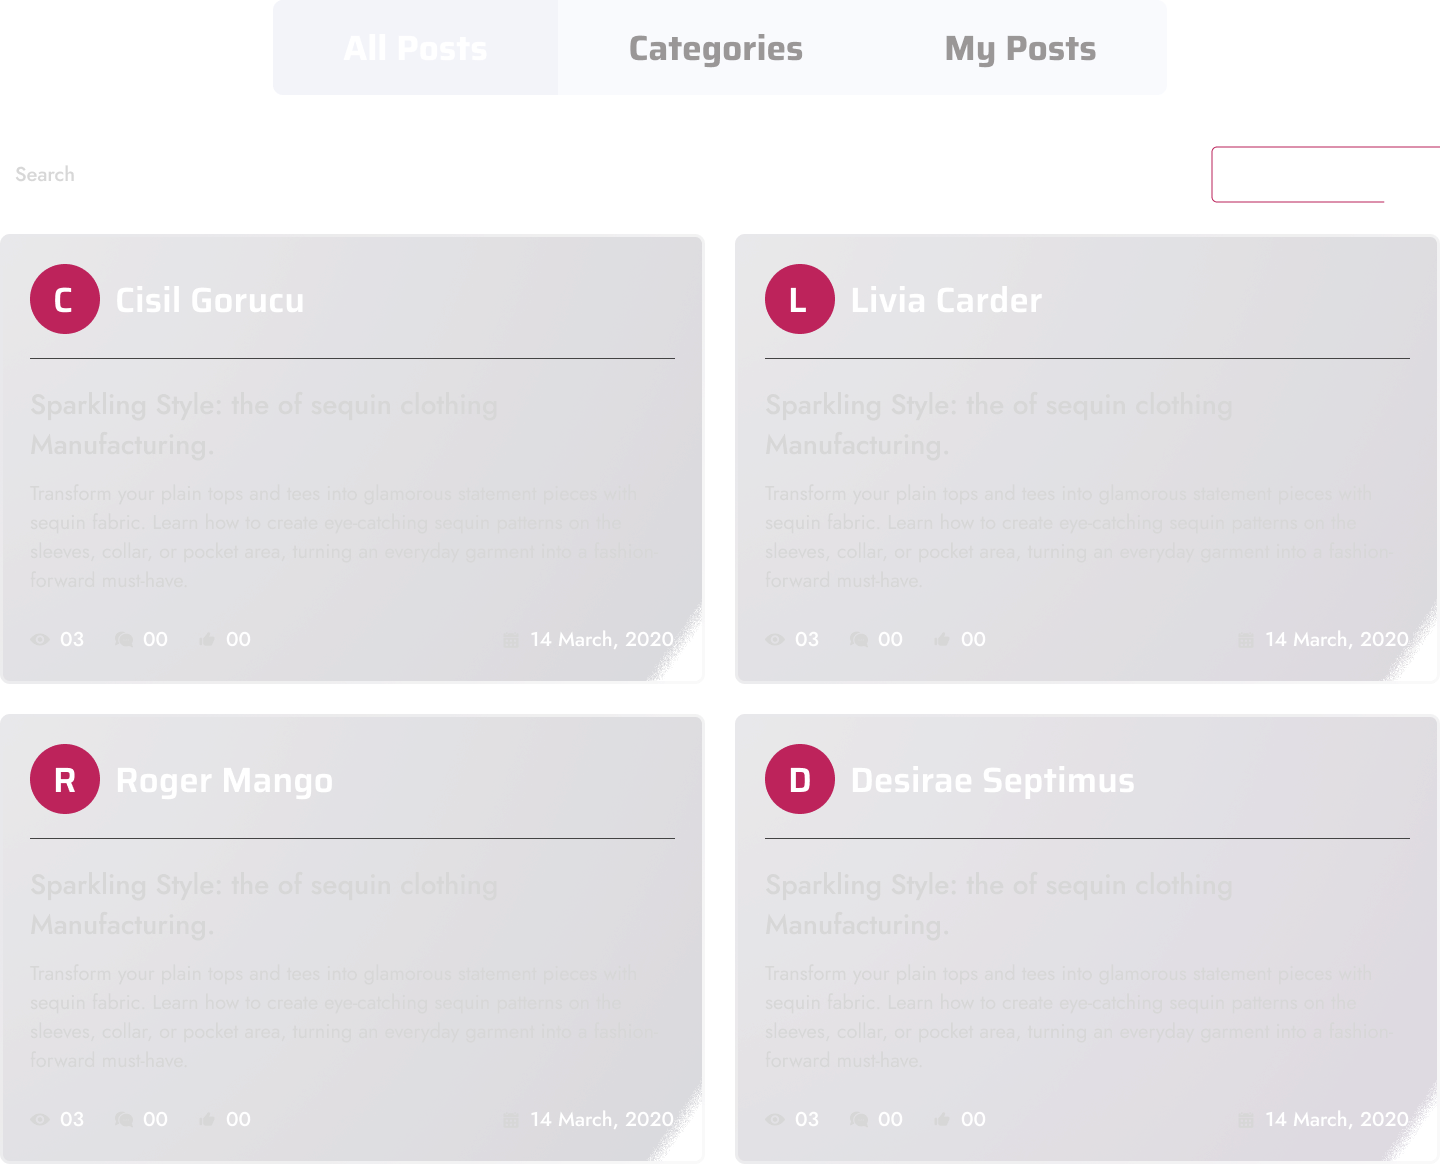 All Posts Categories My Posts
Search
C Cisil Gorucu
Sparkling Style: the of sequin clothing
Manufacturing.
Transform your plain tops and tees into glamorous statement pieces with
sequin fabric. Learn how to create eye-catching sequin patterns on the
sleeves, collar, or pocket area, turning an everyday garment into a fashion-
forward must-have.
03 00 00 14 March, 2020
L Livia Carder
Sparkling Style: the of sequin clothing
Manufacturing.
Transform your plain tops and tees into glamorous statement pieces with
sequin fabric. Learn how to create eye-catching sequin patterns on the
sleeves, collar, or pocket area, turning an everyday garment into a fashion-
forward must-have.
03 00 00 14 March, 2020
R Roger Mango
Sparkling Style: the of sequin clothing
Manufacturing.
Transform your plain tops and tees into glamorous statement pieces with
sequin fabric. Learn how to create eye-catching sequin patterns on the
sleeves, collar, or pocket area, turning an everyday garment into a fashion-
forward must-have.
03 00 00 14 March, 2020
D Desirae Septimus
Sparkling Style: the of sequin clothing
Manufacturing.
Transform your plain tops and tees into glamorous statement pieces with
sequin fabric. Learn how to create eye-catching sequin patterns on the
sleeves, collar, or pocket area, turning an everyday garment into a fashion-
forward must-have.
03 00 00 14 March, 2020